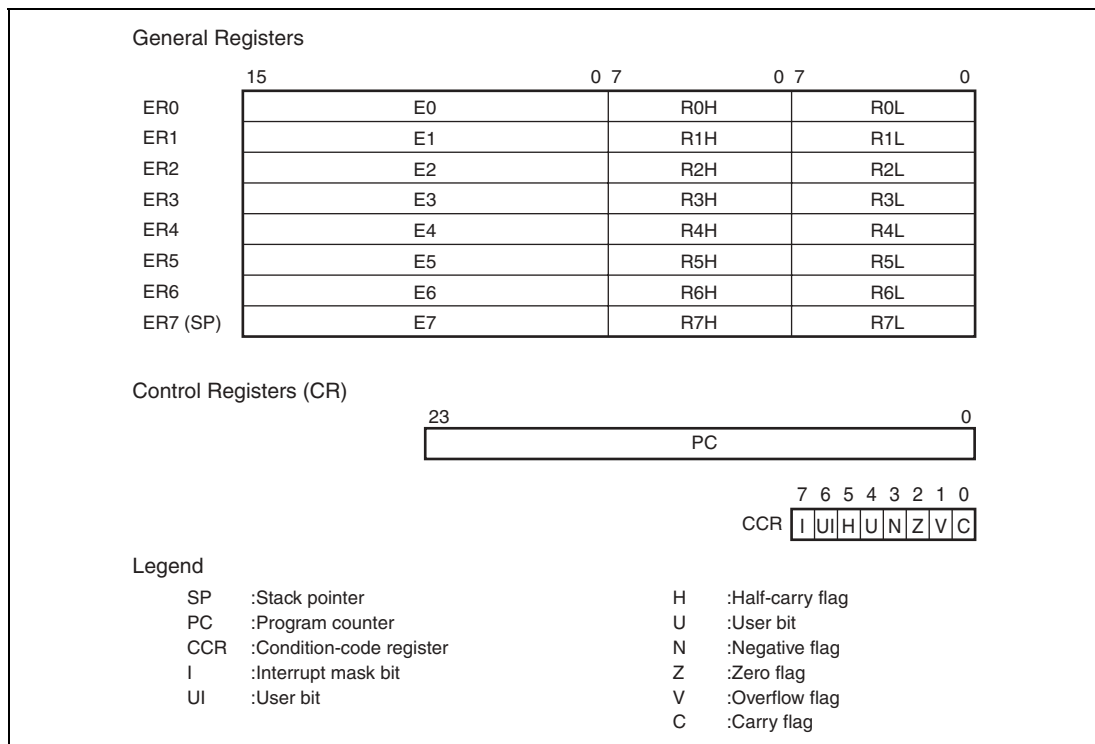 General Registers
15 0 7 0 7 0
ER0 E0 R0H R0L
ER1 E1 R1H R1L
ER2 E2 R2H R2L
ER3 E3 R3H R3L
ER4 E4 R4H R4L
ER5 E5 R5H R5L
ER6 E6 R6H R6L
ER7 (SP) E7 R7H R7L
Control Registers (CR)
23 0
PC
7 6 5 4 3 2 1 0
CCR I UI H U N Z V C
Legend
SP :Stack pointer
PC :Program counter
CCR :Condition-code register
I :Interrupt mask bit
UI :User bit
H :Half-carry flag
U :User bit
N :Negative flag
Z :Zero flag
V :Overflow flag
C :Carry flag